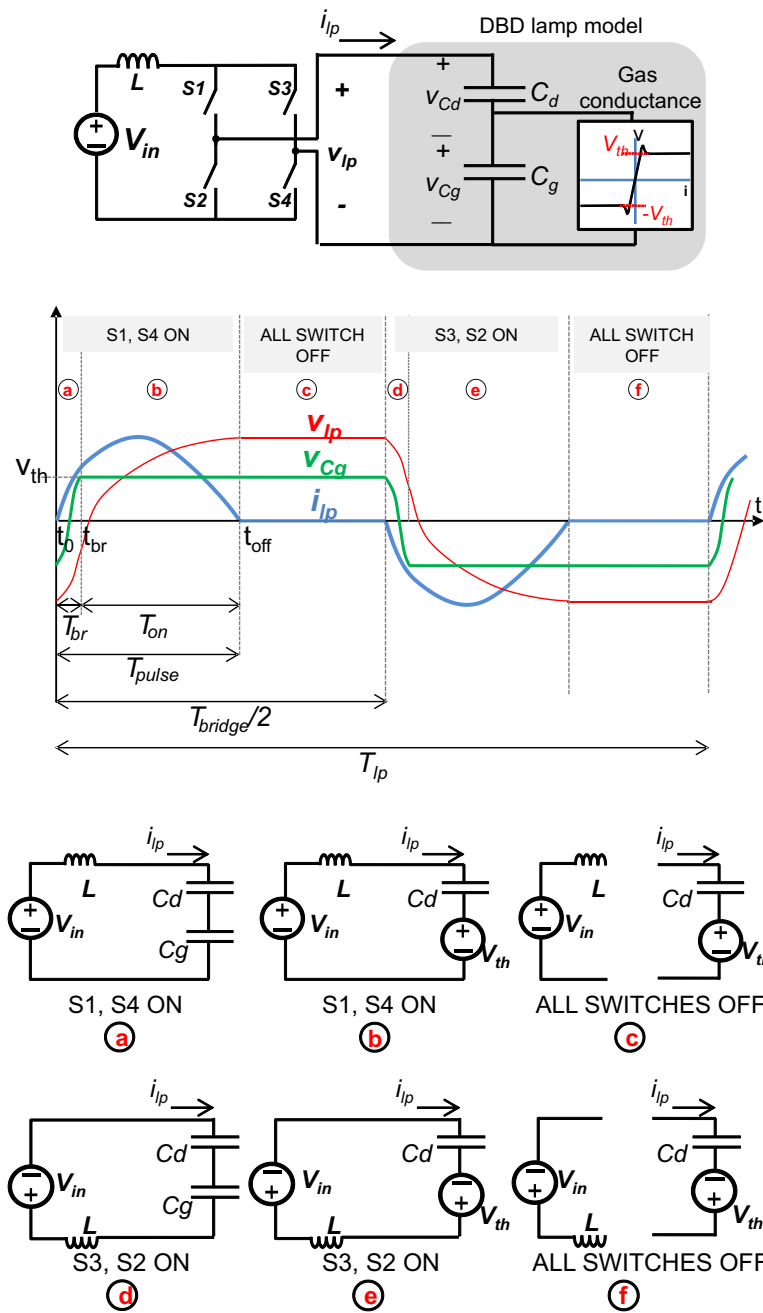 i_lp
DBD lamp model
L
S1
S3
+
+
v_Cd
C_d
Gas
conductance
V_in
+
v_lp
+
v_Cg
C_g
V
V_th
i
-V_th
S2
S4
-
S1, S4 ON
ALL SWITCH
OFF
S3, S2 ON
ALL SWITCH
OFF
a
b
c
d
e
f
v_lp
V_th
v_Cg
i_lp
t
t_0
t_br
t_off
T_br
T_on
T_pulse
T_bridge/2
T_lp
i_lp
i_lp
i_lp
L
Cd
L
Cd
L
Cd
V_in
V_in
V_in
Cg
V_th
V_th
S1, S4 ON
S1, S4 ON
ALL SWITCHES OFF
a
b
c
i_lp
i_lp
i_lp
Cd
Cd
Cd
V_in
V_in
V_in
Cg
V_th
V_th
L
L
L
S3, S2 ON
S3, S2 ON
ALL SWITCHES OFF
d
e
f